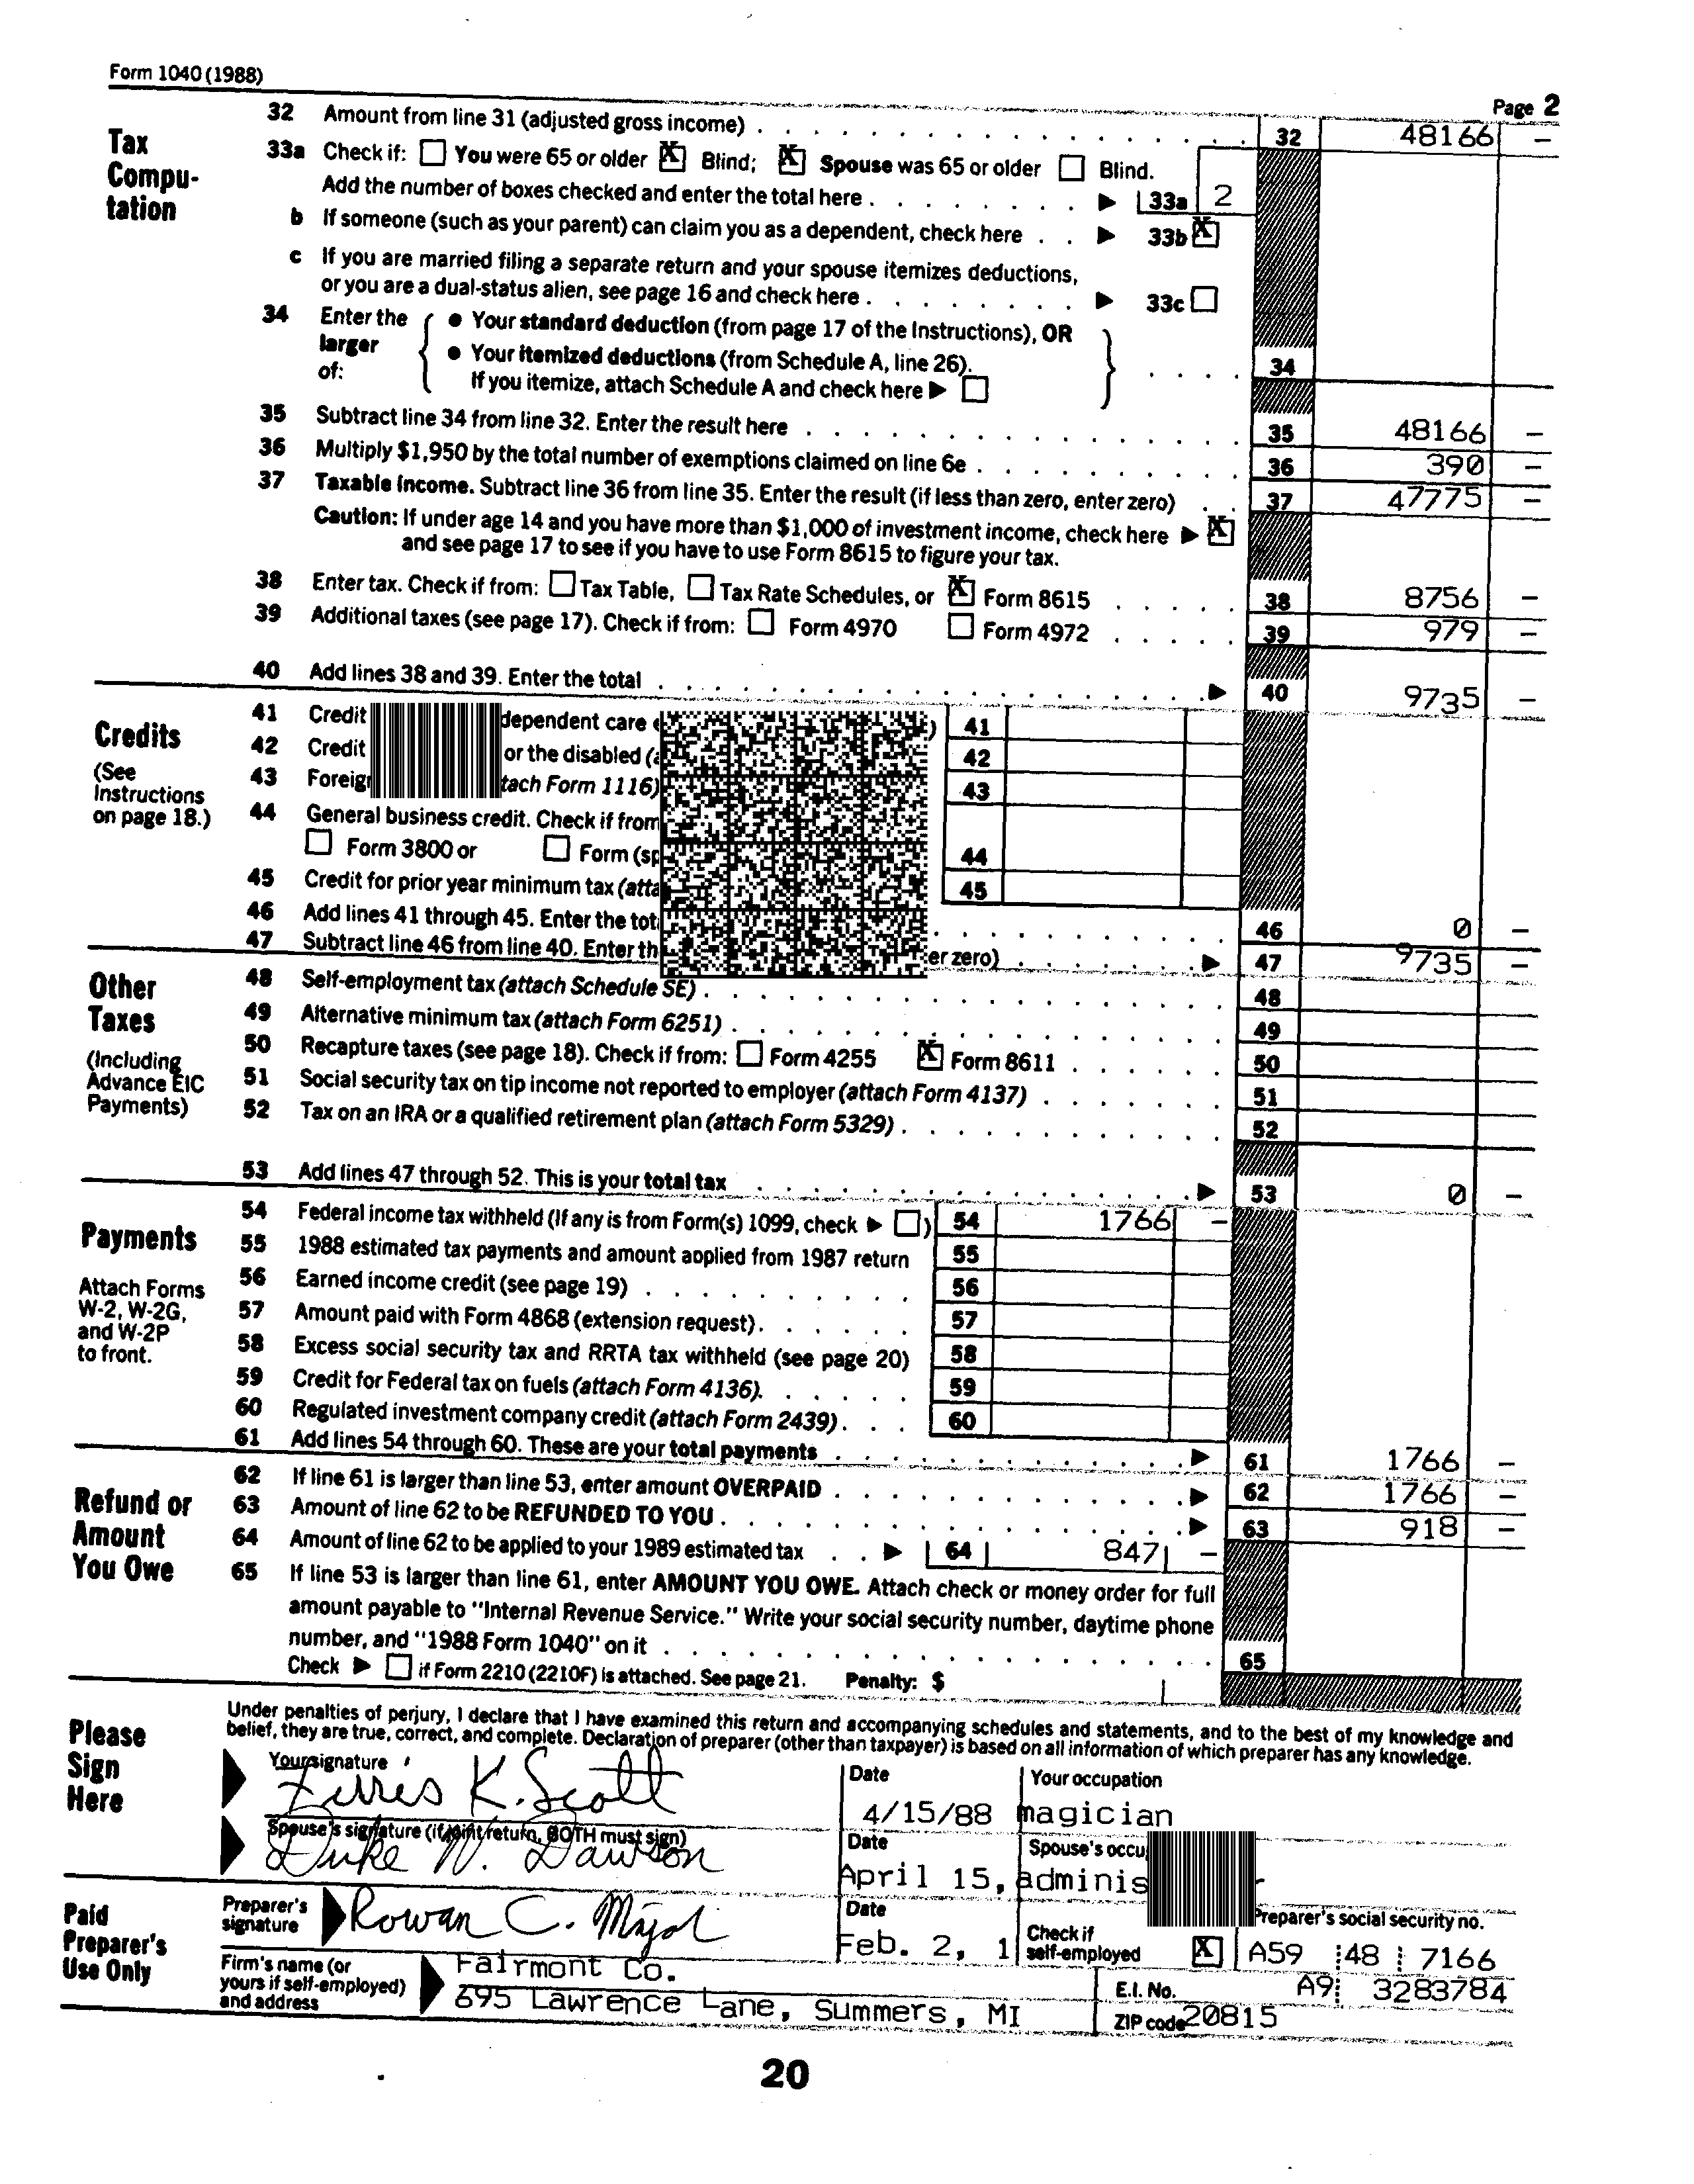 Form 1040 (1988)
Page 2
Tax Compu- tation
32 Amount from line 31 (adjusted gross income) 32 48166 –
33a Check if: You were 65 or older X Blind; X Spouse was 65 or older Blind.
Add the number of boxes checked and enter the total here 33a 2
b If someone (such as your parent) can claim you as a dependent, check here 33b X
c If you are married filing a separate return and your spouse itemizes deductions,
or you are a dual-status alien, see page 16 and check here 33c
34 Enter the larger of:
● Your standard deduction (from page 17 of the Instructions), OR
● Your itemized deductions (from Schedule A, line 26).
If you itemize, attach Schedule A and check here 34
35 Subtract line 34 from line 32. Enter the result here 35 48166 –
36 Multiply $1,950 by the total number of exemptions claimed on line 6e 36 390 –
37 Taxable income. Subtract line 36 from line 35. Enter the result (if less than zero, enter zero) 37 47775 –
Caution: If under age 14 and you have more than $1,000 of investment income, check here X
and see page 17 to see if you have to use Form 8615 to figure your tax.
38 Enter tax. Check if from: Tax Table, Tax Rate Schedules, or X Form 8615 38 8756 –
39 Additional taxes (see page 17). Check if from: Form 4970 Form 4972 39 979 –
40 Add lines 38 and 39. Enter the total 40 9735 –
Credits
(See Instructions on page 18.)
41 Credit dependent care ) 41
42 Credit or the disabled 42
43 tach Form 1116) 43
44 General business credit. Check if from
Form 3800 or Form 44
45 Credit for prior year minimum tax 45
46 Add lines 41 through 45. Enter the 46 0 –
47 Subtract line 46 from line 40. Enter er zero) 47 9735 –
Other Taxes
(Including Advance EIC Payments)
48 Self-employment tax (attach Schedule SE) 48
49 Alternative minimum tax (attach Form 6251) 49
50 Recapture taxes (see page 18). Check if from: Form 4255 X Form 8611 50
51 Social security tax on tip income not reported to employer (attach Form 4137) 51
52 Tax on an IRA or a qualified retirement plan (attach Form 5329) 52
53 Add lines 47 through 52. This is your total tax 53 0 –
Payments
Attach Forms W-2, W-2G, and W-2P to front.
54 Federal income tax withheld (If any is from Form(s) 1099, check ) 54 1766 –
55 1988 estimated tax payments and amount applied from 1987 return 55
56 Earned income credit (see page 19) 56
57 Amount paid with Form 4868 (extension request) 57
58 Excess social security tax and RRTA tax withheld (see page 20) 58
59 Credit for Federal tax on fuels (attach Form 4136) 59
60 Regulated investment company credit (attach Form 2439) 60
61 Add lines 54 through 60. These are your total payments 61 1766 –
Refund or Amount You Owe
62 If line 61 is larger than line 53, enter amount OVERPAID 62 1766 –
63 Amount of line 62 to be REFUNDED TO YOU 63 918 –
64 Amount of line 62 to be applied to your 1989 estimated tax 64 847 –
65 If line 53 is larger than line 61, enter AMOUNT YOU OWE. Attach check or money order for full
amount payable to "Internal Revenue Service." Write your social security number, daytime phone
number, and "1988 Form 1040" on it 65
Check if Form 2210 (2210F) is attached. See page 21. Penalty: $
Please Sign Here
Under penalties of perjury, I declare that I have examined this return and accompanying schedules and statements, and to the best of my knowledge and
belief, they are true, correct, and complete. Declaration of preparer (other than taxpayer) is based on all information of which preparer has any knowledge.
Your signature Date Your occupation
Ferres K. Scott 4/15/88 magician
Spouse's signature (if joint return, BOTH must sign) Date Spouse's
Duke W. Dawson April 15, adminis
Paid Preparer's Use Only
Preparer's signature Rowan C. Major Date Feb. 2, 1 Check if self-employed X Preparer's social security no. A59 48 7166
Firm's name (or yours if self-employed) and address Fairmont Co. E.I. No. A9 3283784
695 Lawrence Lane, Summers, MI ZIP code 20815
20